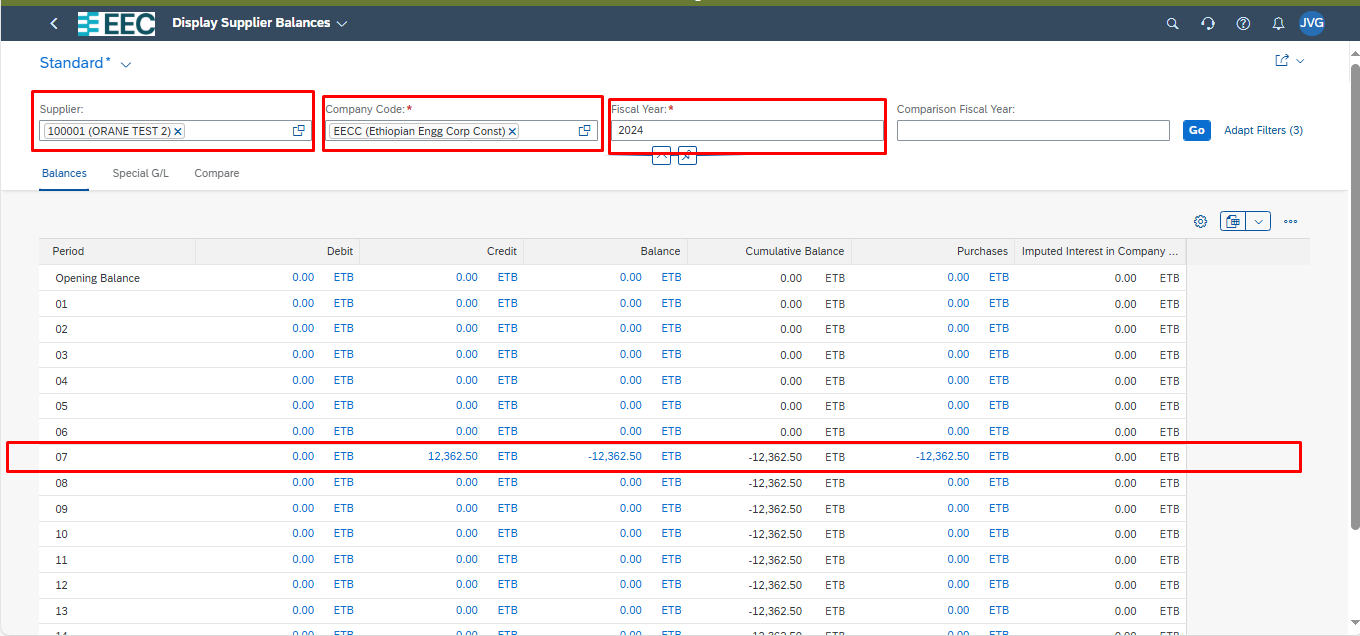 EEC Display Supplier Balances JVG
Standard*
Supplier: Company Code:* Fiscal Year:* Comparison Fiscal Year:
100001 (ORANE TEST 2) EECC (Ethiopian Engg Corp Const) 2024 Go Adapt Filters (3)
Balances Special G/L Compare
Period Debit Credit Balance Cumulative Balance Purchases Imputed Interest in Company ...
Opening Balance 0.00 ETB 0.00 ETB 0.00 ETB 0.00 ETB 0.00 ETB 0.00 ETB
01 0.00 ETB 0.00 ETB 0.00 ETB 0.00 ETB 0.00 ETB 0.00 ETB
02 0.00 ETB 0.00 ETB 0.00 ETB 0.00 ETB 0.00 ETB 0.00 ETB
03 0.00 ETB 0.00 ETB 0.00 ETB 0.00 ETB 0.00 ETB 0.00 ETB
04 0.00 ETB 0.00 ETB 0.00 ETB 0.00 ETB 0.00 ETB 0.00 ETB
05 0.00 ETB 0.00 ETB 0.00 ETB 0.00 ETB 0.00 ETB 0.00 ETB
06 0.00 ETB 0.00 ETB 0.00 ETB 0.00 ETB 0.00 ETB 0.00 ETB
07 0.00 ETB 12,362.50 ETB -12,362.50 ETB -12,362.50 ETB -12,362.50 ETB 0.00 ETB
08 0.00 ETB 0.00 ETB 0.00 ETB -12,362.50 ETB 0.00 ETB 0.00 ETB
09 0.00 ETB 0.00 ETB 0.00 ETB -12,362.50 ETB 0.00 ETB 0.00 ETB
10 0.00 ETB 0.00 ETB 0.00 ETB -12,362.50 ETB 0.00 ETB 0.00 ETB
11 0.00 ETB 0.00 ETB 0.00 ETB -12,362.50 ETB 0.00 ETB 0.00 ETB
12 0.00 ETB 0.00 ETB 0.00 ETB -12,362.50 ETB 0.00 ETB 0.00 ETB
13 0.00 ETB 0.00 ETB 0.00 ETB -12,362.50 ETB 0.00 ETB 0.00 ETB